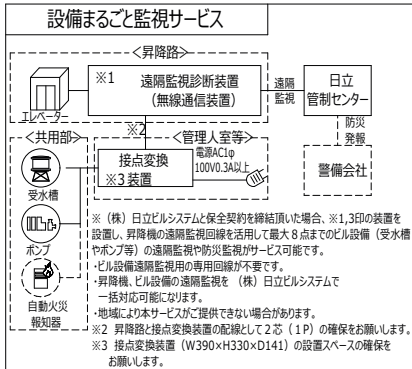 設備まるごと監視サービス
<昇降路>
※1
遠隔監視診断装置
(無線通信装置)
遠隔
監視
日立
管制センター
エレベーター
※2
防災
発報
<共用部>
<管理人室等>
接点変換
※3装置
電源AC1φ
100V0.3A以上
警備会社
受水槽
ポンプ
自動火災
報知器
※(株)日立ビルシステムと保全契約を締結頂いた場合、※1,3印の装置を
設置し、昇降機の遠隔監視回線を活用して最大8点までのビル設備(受水槽
やポンプ等)の遠隔監視や防災監視がサービス可能です。
・ビル設備遠隔監視用の専用回線が不要です。
・昇降機、ビル設備の遠隔監視を (株)日立ビルシステムで
一括対応可能になります。
・地域により本サービスがご提供できない場合があります。
※2 昇降路と接点変換装置の配線として2芯(1P)の確保をお願いします。
※3 接点変換装置(W390×H330×D141)の設置スペースの確保を
お願いします。